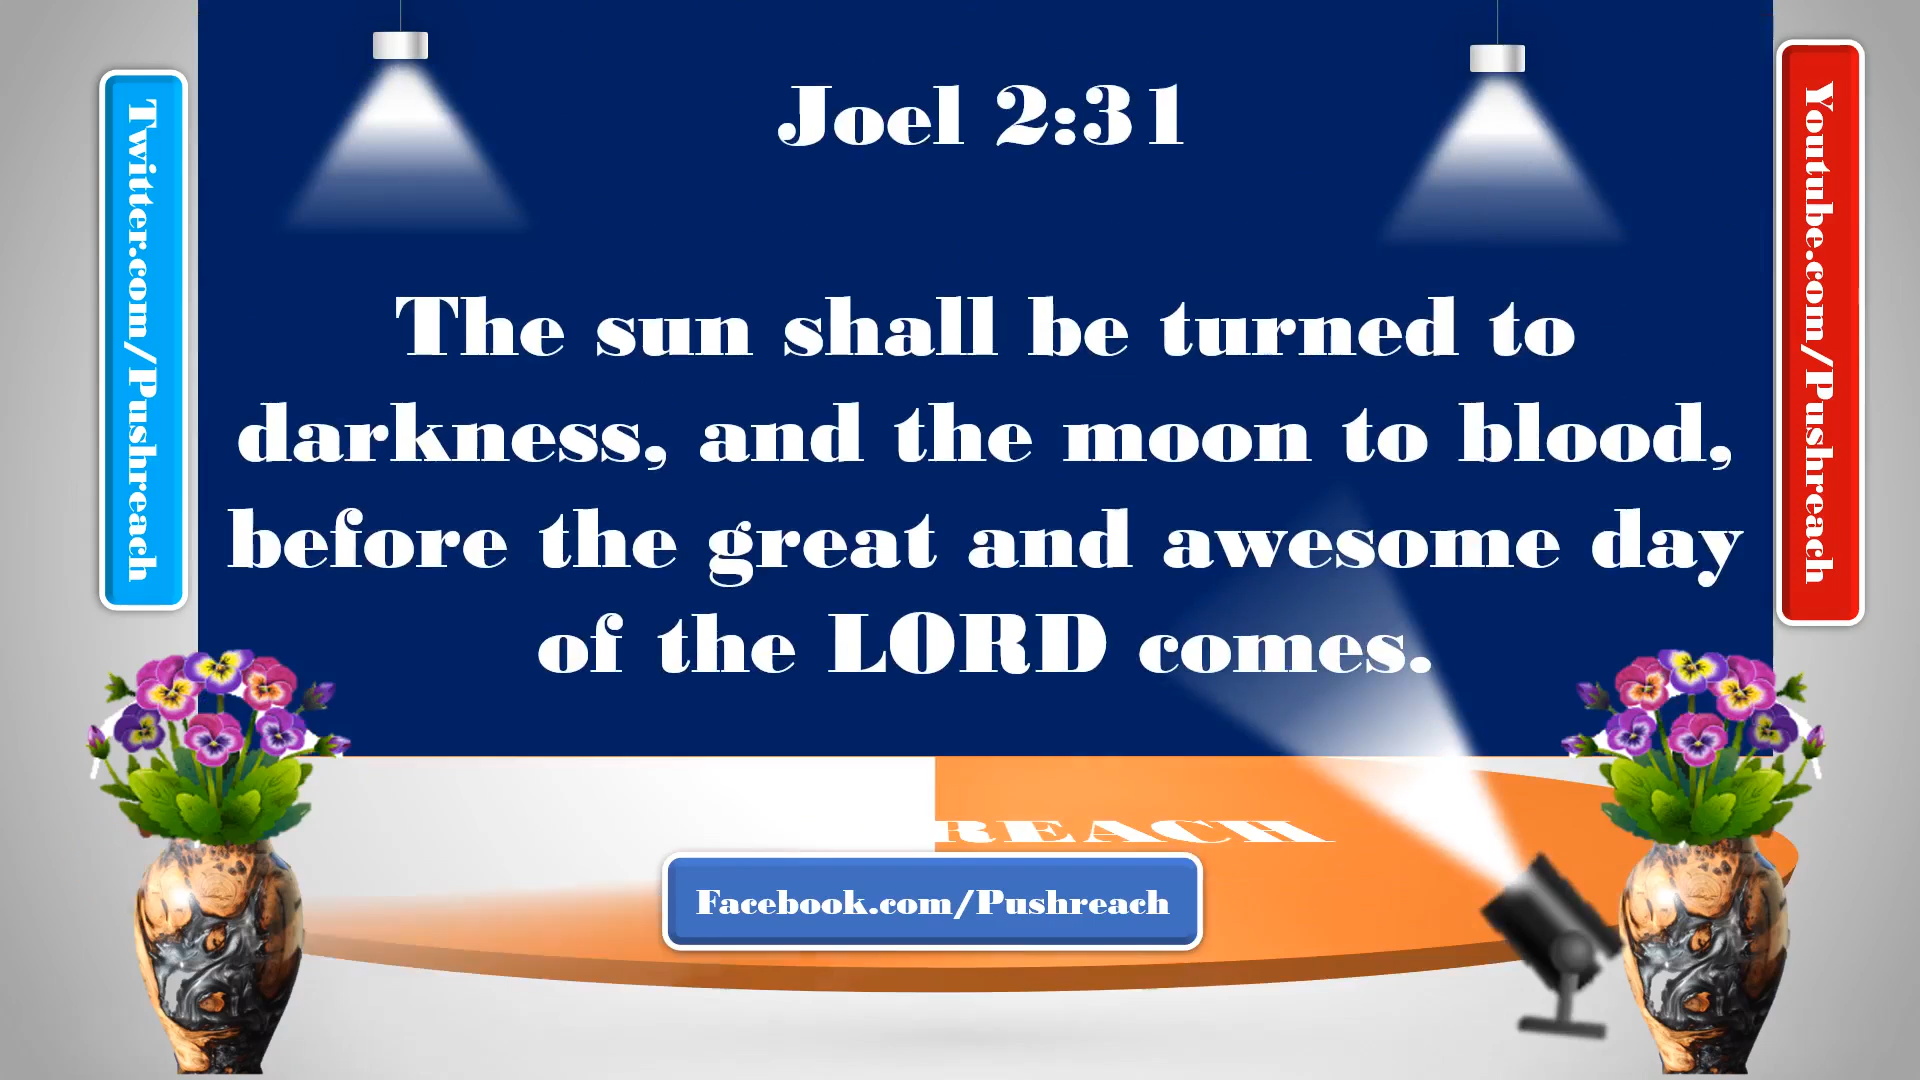 Joel 2:31
The sun shall be turned to
darkness, and the moon to blood,
before the great and awesome day
of the LORD comes.
Twitter.com/Pushreach
Youtube.com/Pushreach
REACH
Facebook.com/Pushreach